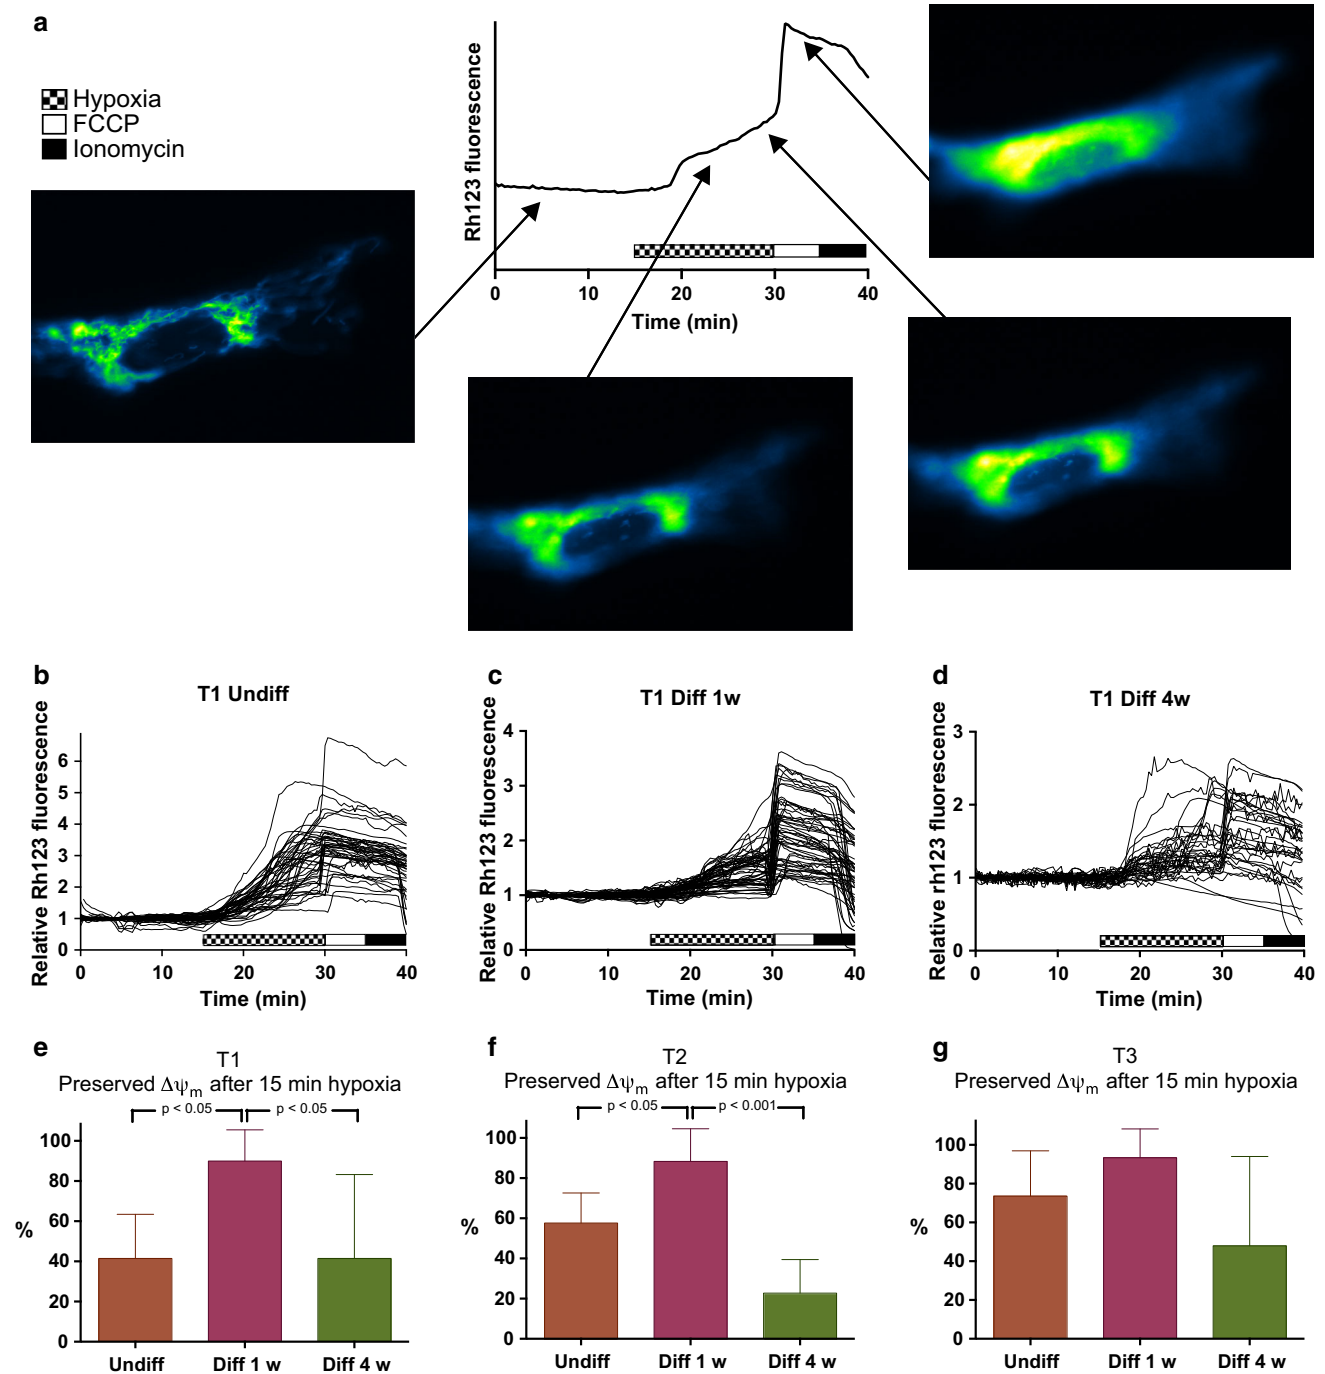 a
Hypoxia
FCCP
Ionomycin
Rh123 fluorescence
0 10 20 30 40
Time (min)
b
T1 Undiff
Relative Rh123 fluorescence
6
5
4
3
2
1
0
0 10 20 30 40
Time (min)
c
T1 Diff 1w
Relative Rh123 fluorescence
4
3
2
1
0
0 10 20 30 40
Time (min)
d
T1 Diff 4w
Relative rh123 fluorescence
3
2
1
0
0 10 20 30 40
Time (min)
e
T1
Preserved Δψm after 15 min hypoxia
p < 0.05 p < 0.05
100
80
60
40
20
0
%
Undiff Diff 1 w Diff 4 w
f
T2
Preserved Δψm after 15 min hypoxia
p < 0.05 p < 0.001
100
80
60
40
20
0
%
Undiff Diff 1 w Diff 4 w
g
T3
Preserved Δψm after 15 min hypoxia
100
80
60
40
20
0
%
Undiff Diff 1 w Diff 4 w